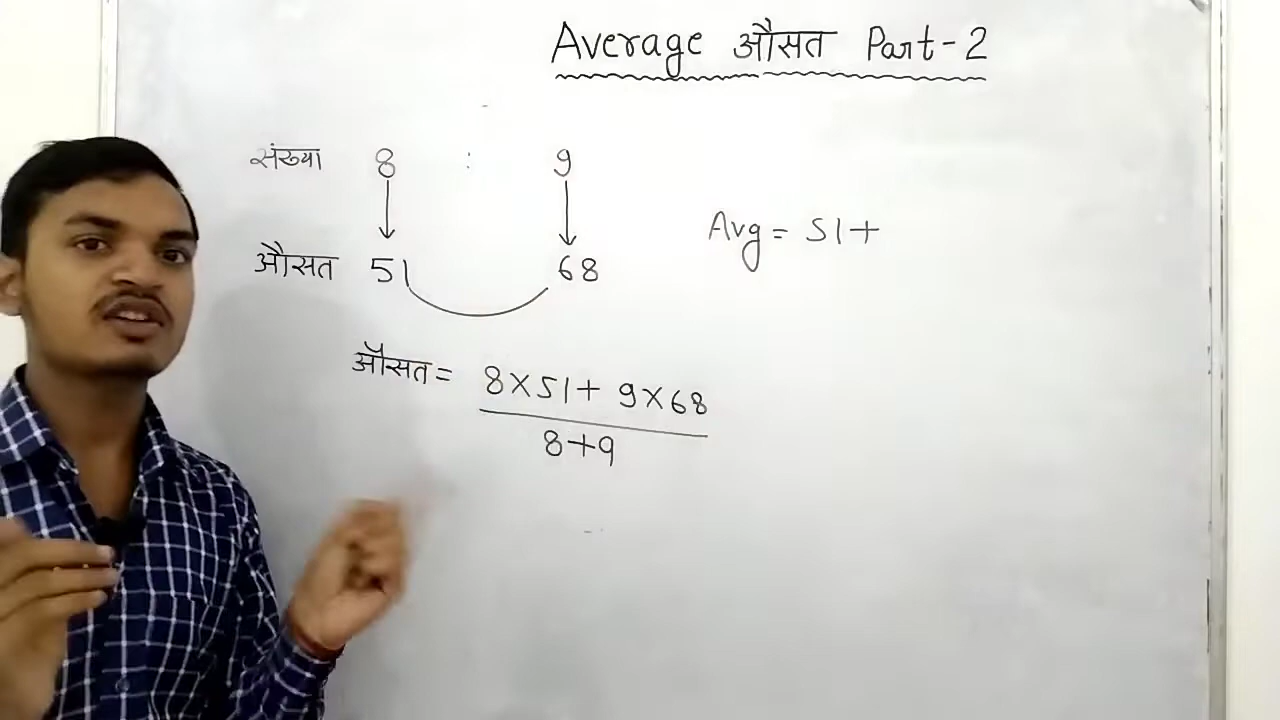 Average औसत Part-2
संख्या 8 : 9
औसत 51 68
Avg = 51+
औसत = 8×51+ 9×68
8+9